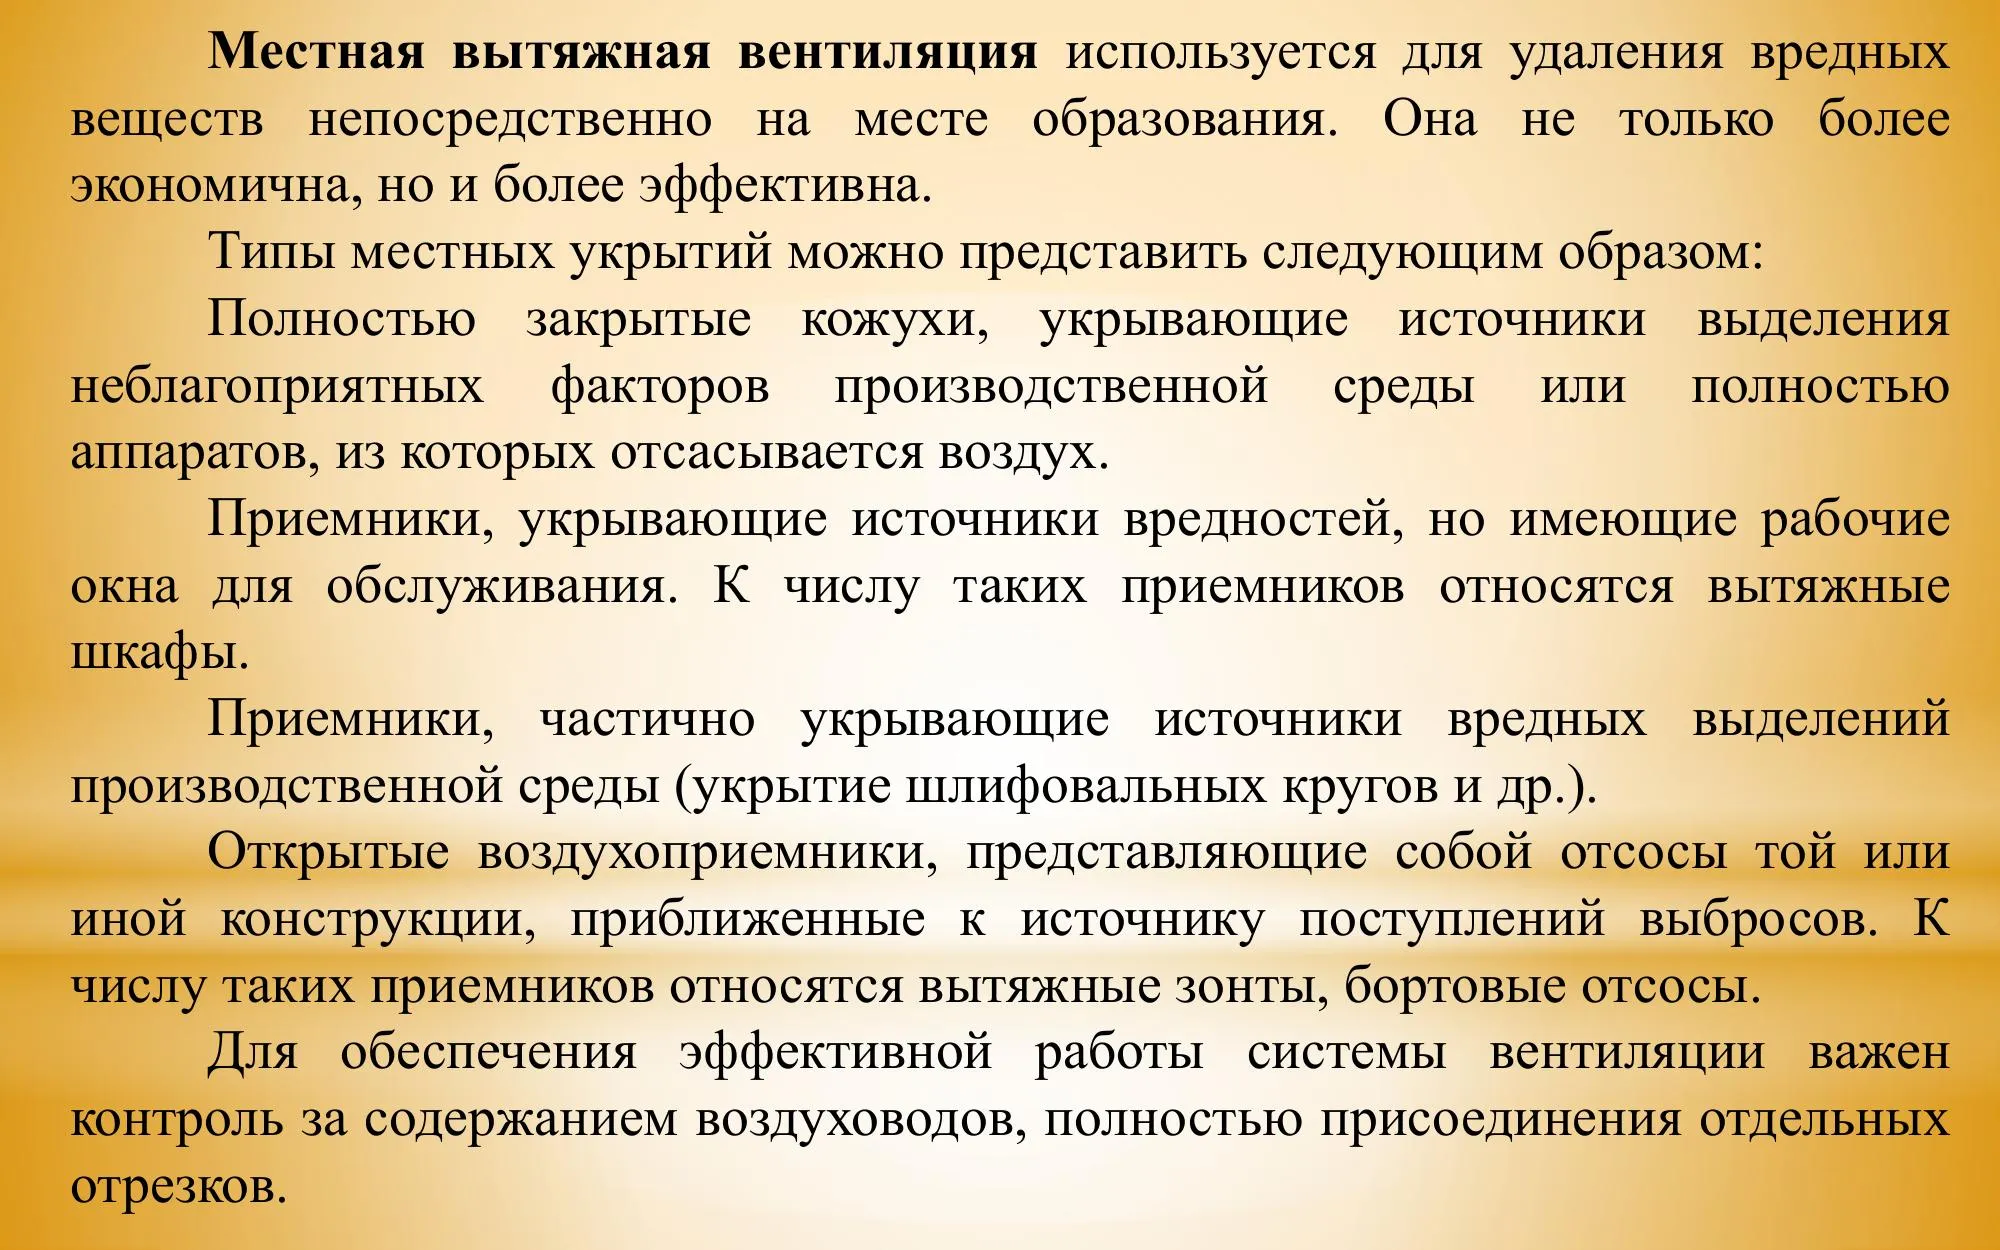 Местная вытяжная вентиляция используется для удаления вредных
веществ непосредственно на месте образования. Она не только более
экономична, но и более эффективна.
Типы местных укрытий можно представить следующим образом:
Полностью закрытые кожухи, укрывающие источники выделения
неблагоприятных факторов производственной среды или полностью
аппаратов, из которых отсасывается воздух.
Приемники, укрывающие источники вредностей, но имеющие рабочие
окна для обслуживания. К числу таких приемников относятся вытяжные
шкафы.
Приемники, частично укрывающие источники вредных выделений
производственной среды (укрытие шлифовальных кругов и др.).
Открытые воздухоприемники, представляющие собой отсосы той или
иной конструкции, приближенные к источнику поступлений выбросов. К
числу таких приемников относятся вытяжные зонты, бортовые отсосы.
Для обеспечения эффективной работы системы вентиляции важен
контроль за содержанием воздуховодов, полностью присоединения отдельных
отрезков.